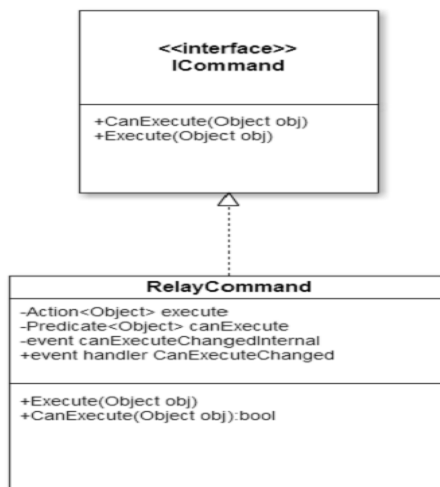 <<interface>>
ICommand
+CanExecute(Object obj)
+Execute(Object obj)
RelayCommand
-Action<Object> execute
-Predicate<Object> canExecute
-event canExecuteChangedInternal
+event handler CanExecuteChanged
+Execute(Object obj)
+CanExecute(Object obj):bool